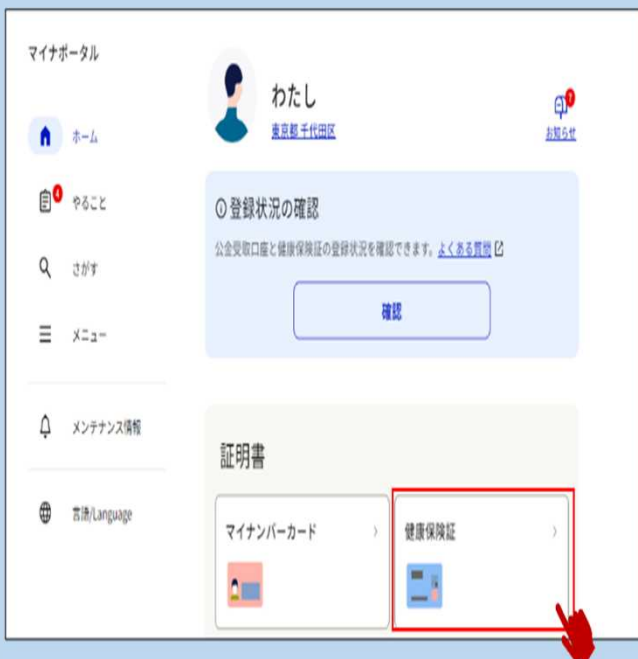 マイナポータル
ホーム
4
やること
さがす
メニュー
メンテナンス情報
言語/Language
わたし
東京都 千代田区
7
お知らせ
登録状況の確認
公金受取口座と健康保険証の登録状況を確認できます。よくある質問
確認
証明書
マイナンバーカード
健康保険証